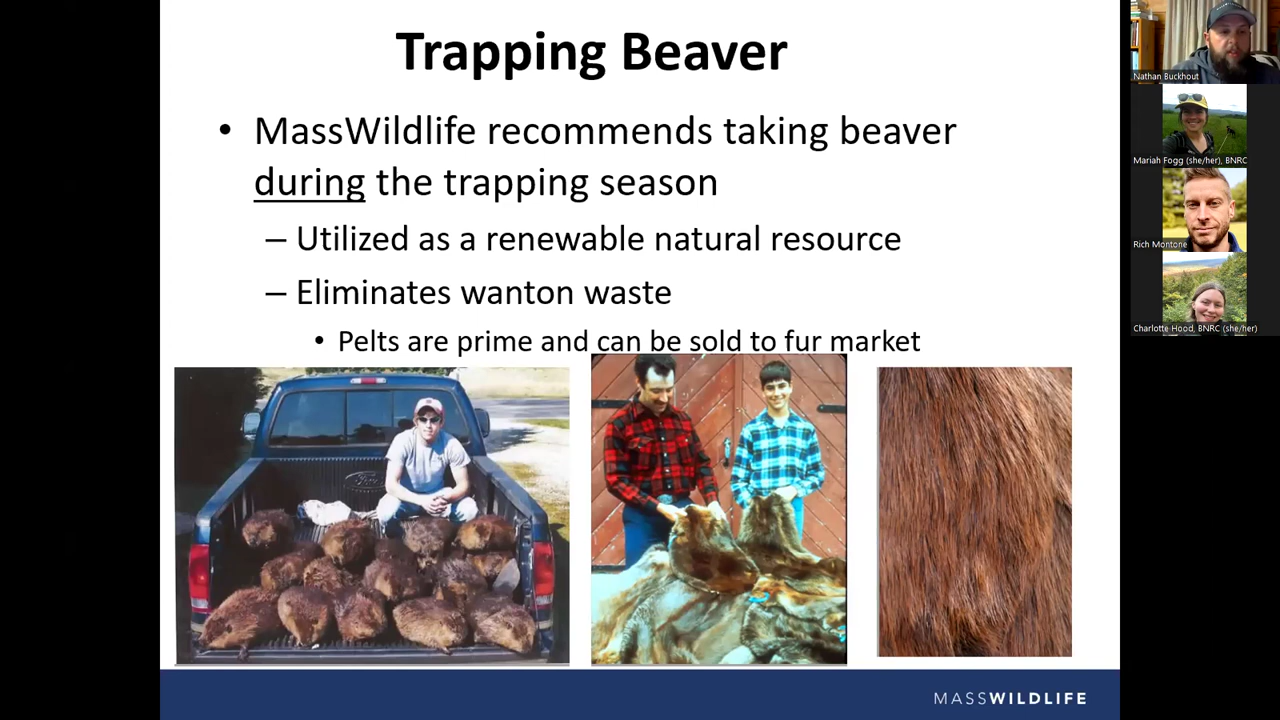 Trapping Beaver
• MassWildlife recommends taking beaver
during the trapping season
– Utilized as a renewable natural resource
– Eliminates wanton waste
• Pelts are prime and can be sold to fur market
Ford
MASSWILDLIFE
Nathan Buckhout
Mariah Fogg (she/her), BNRC
Rich Montone
Charlotte Hood, BNRC (she/her)